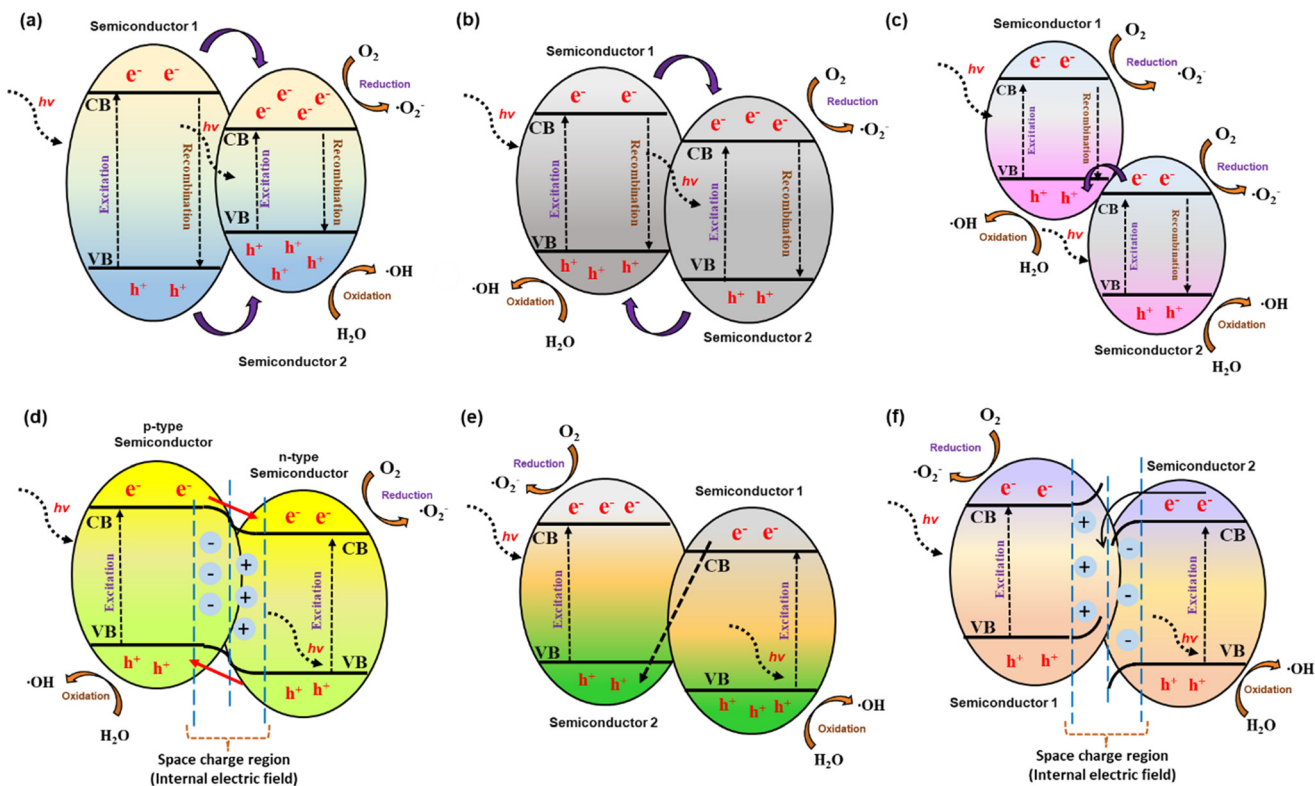 (a)
Semiconductor 1
O₂
e⁻ e⁻
Reduction
hv
·O₂⁻
CB
e⁻ e⁻ e⁻ e⁻
hv
CB
Excitation
Recombination
Excitation
Recombination
VB
VB
h⁺ h⁺ h⁺ h⁺ h⁺
h⁺ h⁺
·OH
Oxidation
H₂O
Semiconductor 2
(b)
Semiconductor 1
O₂
hv
e⁻ e⁻
Reduction
·O₂⁻
CB
e⁻ e⁻ e⁻
CB
hv
Excitation
Recombination
Excitation
Recombination
VB
VB
h⁺ h⁺ h⁺
h⁺ h⁺
·OH
Oxidation
H₂O
Semiconductor 2
(c)
Semiconductor 1
O₂
e⁻ e⁻
Reduction
·O₂⁻
hv
CB
Excitation
Recombination
O₂
VB
h⁺ h⁺
e⁻ e⁻
Reduction
·O₂⁻
CB
·OH
Oxidation
H₂O
hv
Excitation
Recombination
VB
h⁺ h⁺
·OH
Oxidation
H₂O
Semiconductor 2
(d)
p-type
Semiconductor
n-type
Semiconductor
O₂
Reduction
·O₂⁻
hv
e⁻ e⁻
e⁻ e⁻
CB
CB
- - -
+ + +
Excitation
Excitation
hv
VB
VB
h⁺ h⁺
h⁺ h⁺
·OH
Oxidation
H₂O
Space charge region
(Internal electric field)
(e)
O₂
Reduction
·O₂⁻
Semiconductor 1
hv
e⁻ e⁻ e⁻
e⁻ e⁻
CB
CB
Excitation
Excitation
hv
VB
VB
h⁺ h⁺
h⁺ h⁺ h⁺
Semiconductor 2
·OH
Oxidation
H₂O
(f)
O₂
Reduction
·O₂⁻
Semiconductor 2
hv
e⁻ e⁻
e⁻ e⁻
CB
CB
+ + +
- - -
Excitation
Excitation
hv
VB
VB
h⁺ h⁺
h⁺ h⁺
Semiconductor 1
·OH
Oxidation
H₂O
Space charge region
(Internal electric field)